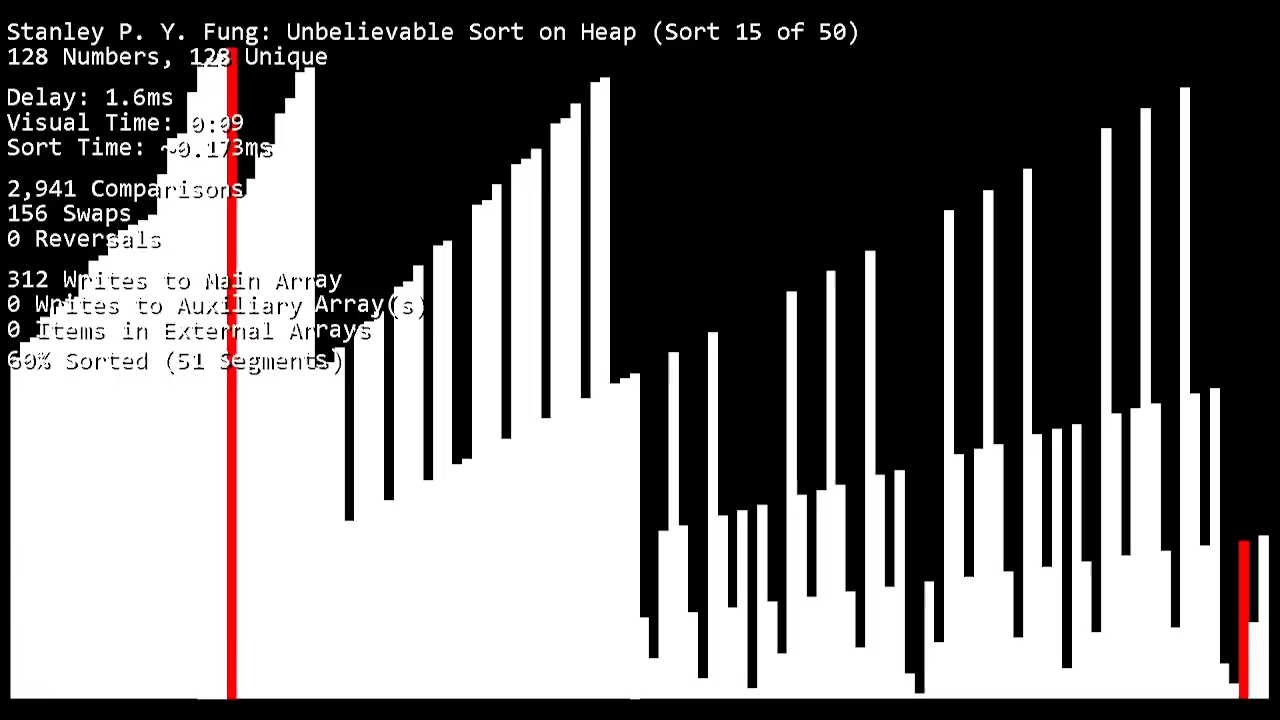 Stanley P. Y. Fung: Unbelievable Sort on Heap (Sort 15 of 50)
128 Numbers, 128 Unique
Delay: 1.6ms
Visual Time: 0:09
Sort Time: ~0.173ms
2,941 Comparisons
156 Swaps
0 Reversals
312 Writes to Main Array
0 Writes to Auxiliary Array(s)
0 Items in External Arrays
60% Sorted (51 Segments)